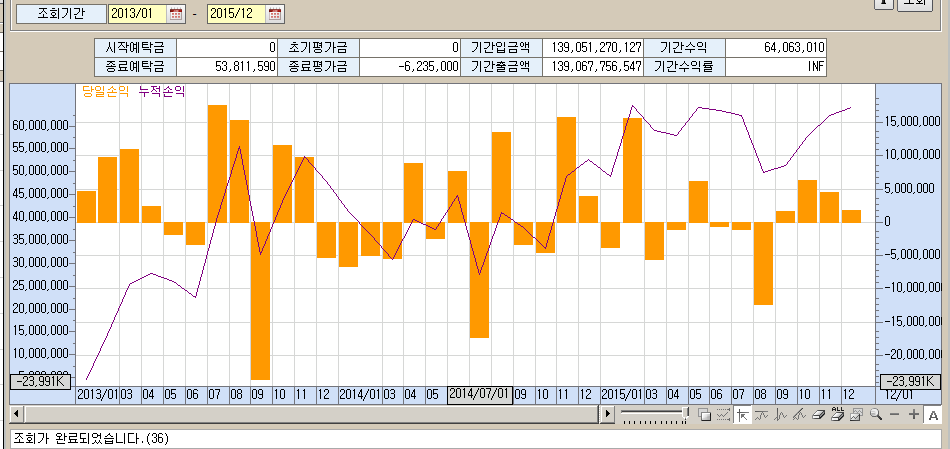 조회
조회기간 2013/01 - 2015/12
시작예탁금 0 초기평가금 0 기간입금액 139,051,270,127 기간수익 64,063,010
종료예탁금 53,811,590 종료평가금 -6,235,000 기간출금액 139,067,756,547 기간수익률 INF
당일손익 누적손익
60,000,000 15,000,000
55,000,000
50,000,000 10,000,000
45,000,000 5,000,000
40,000,000 0
35,000,000
30,000,000 -5,000,000
25,000,000
20,000,000 -10,000,000
15,000,000 -15,000,000
10,000,000 -20,000,000
-23,991K -23,991K
2013/01 03 04 05 06 07 08 09 10 11 12 2014/01 03 04 05 06 2014/07/01 09 10 11 12 2015/01 03 04 05 06 07 08 09 10 11 12 12/01
ALL A
조회가 완료되었습니다.(36)